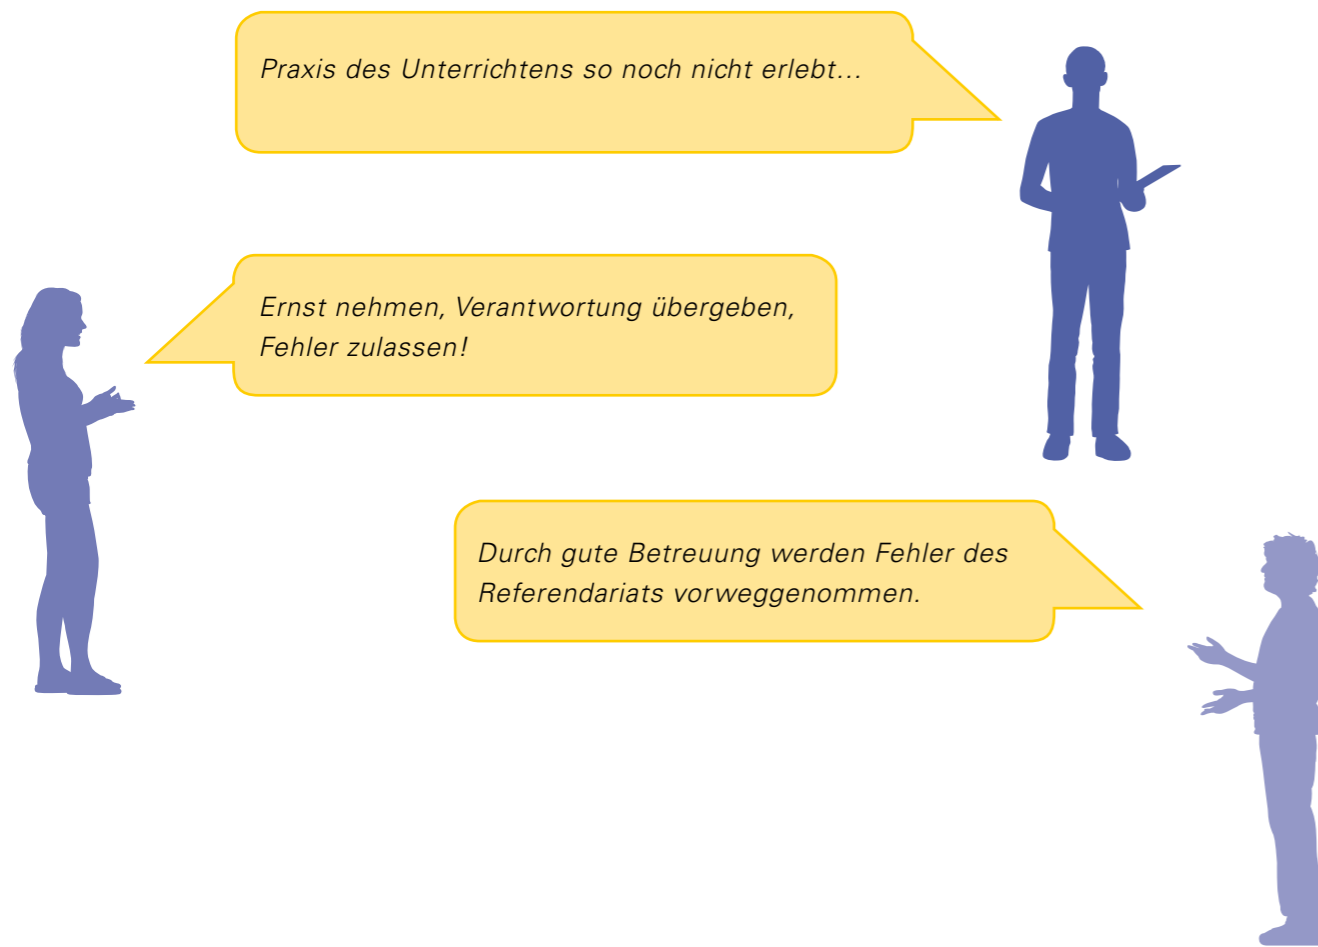 Praxis des Unterrichtens so noch nicht erlebt...
Ernst nehmen, Verantwortung übergeben,
Fehler zulassen!
Durch gute Betreuung werden Fehler des
Referendariats vorweggenommen.